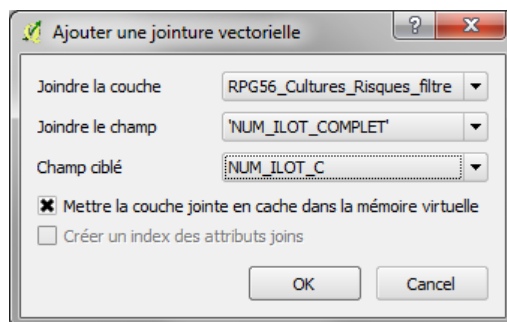 Ajouter une jointure vectorielle
Joindre la couche RPG56_Cultures_Risques_filtre
Joindre le champ 'NUM_ILOT_COMPLET'
Champ ciblé NUM_ILOT_C
Mettre la couche jointe en cache dans la mémoire virtuelle
Créer un index des attributs joins
OK Cancel